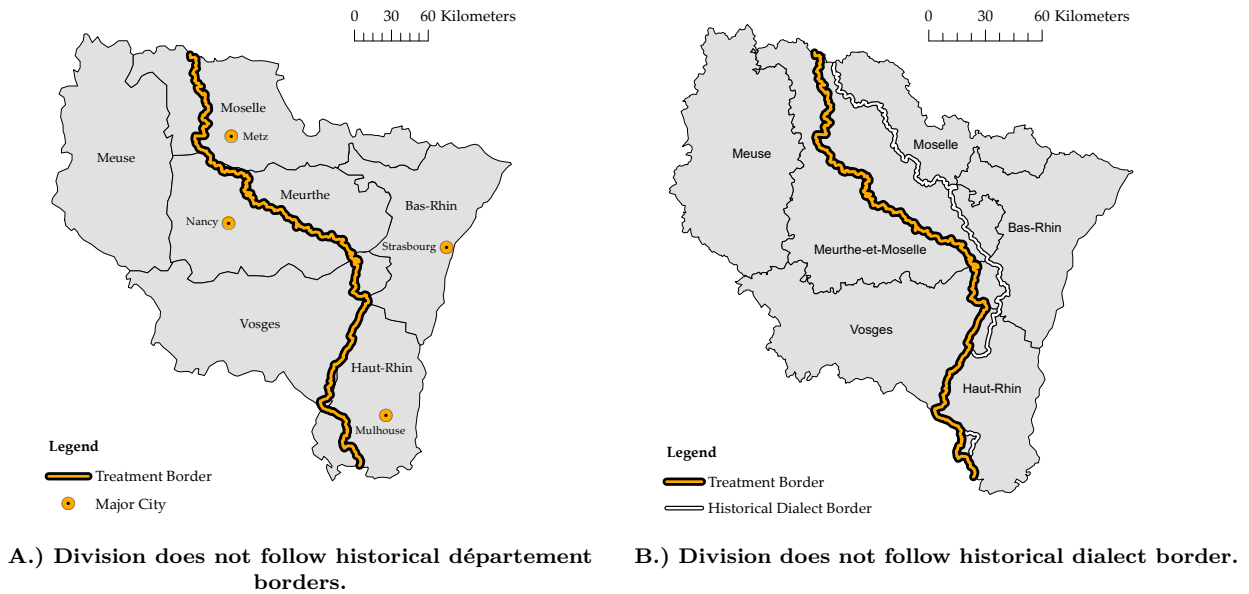 0 30 60 Kilometers
Moselle
Metz
Meuse
Meurthe
Bas-Rhin
Nancy
Strasbourg
Vosges
Haut-Rhin
Mulhouse
Legend
Treatment Border
Major City
A.) Division does not follow historical département
borders.
0 30 60 Kilometers
Moselle
Meuse
Bas-Rhin
Meurthe-et-Moselle
Vosges
Haut-Rhin
Legend
Treatment Border
Historical Dialect Border
B.) Division does not follow historical dialect border.